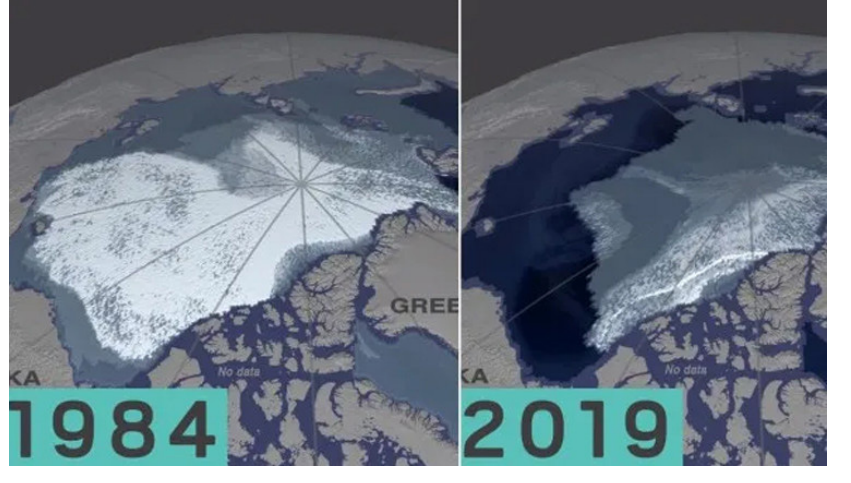 GREE
KA
No data
1984
KA
No data
2019